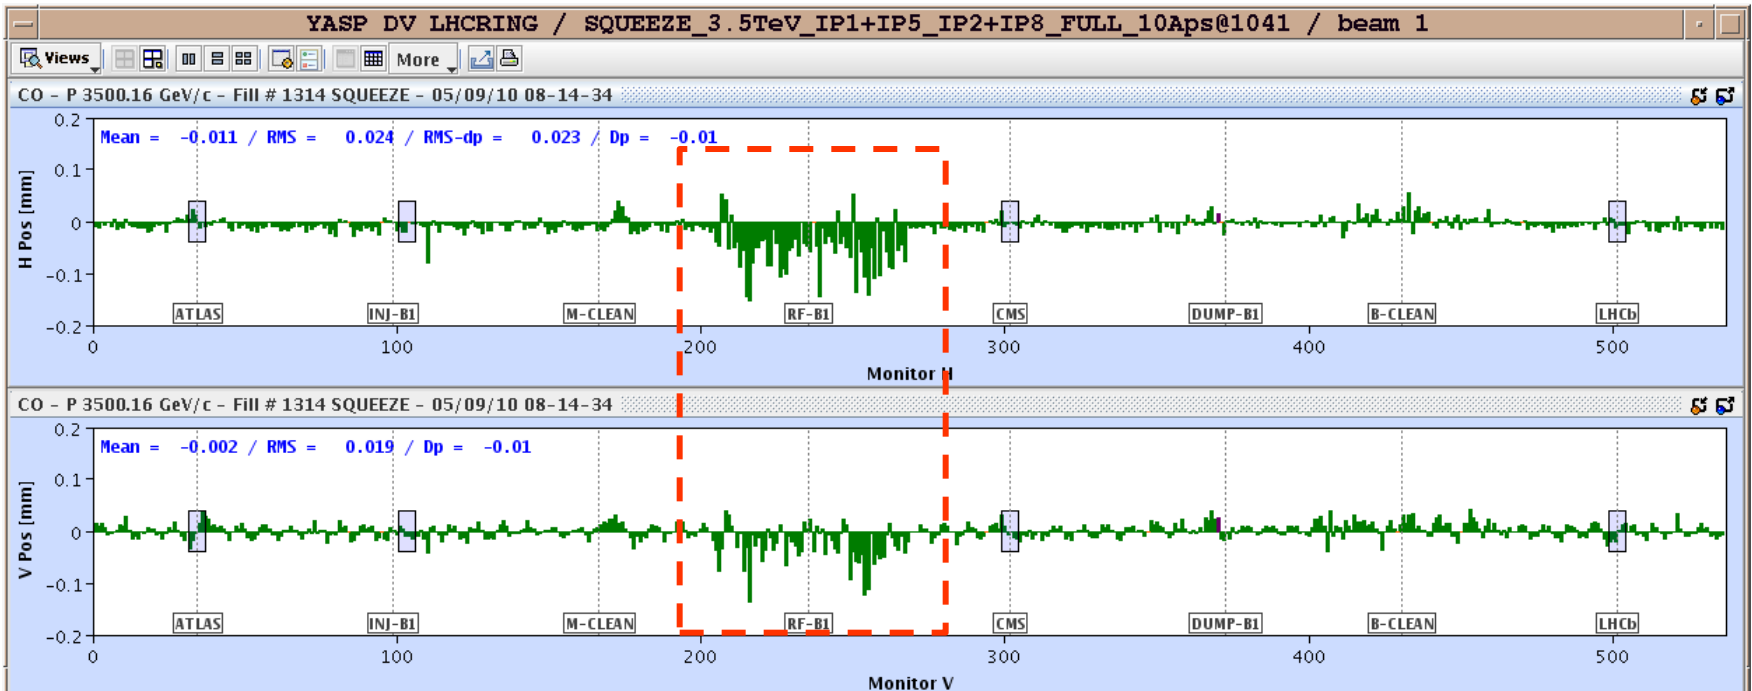 YASP DV LHCRING / SQUEEZE_3.5TeV_IP1+IP5_IP2+IP8_FULL_10Aps@1041 / beam 1
Views More
CO - P 3500.16 GeV/c - Fill # 1314 SQUEEZE - 05/09/10 08-14-34
Mean = -0.011 / RMS = 0.024 / RMS-dp = 0.023 / Dp = -0.01
H Pos [mm]
0.2
0.1
0
-0.1
-0.2
ATLAS INJ-B1 M-CLEAN RF-B1 CMS DUMP-B1 B-CLEAN LHCb
0 100 200 300 400 500
Monitor H
CO - P 3500.16 GeV/c - Fill # 1314 SQUEEZE - 05/09/10 08-14-34
Mean = -0.002 / RMS = 0.019 / Dp = -0.01
V Pos [mm]
0.2
0.1
0
-0.1
-0.2
ATLAS INJ-B1 M-CLEAN RF-B1 CMS DUMP-B1 B-CLEAN LHCb
0 100 200 300 400 500
Monitor V